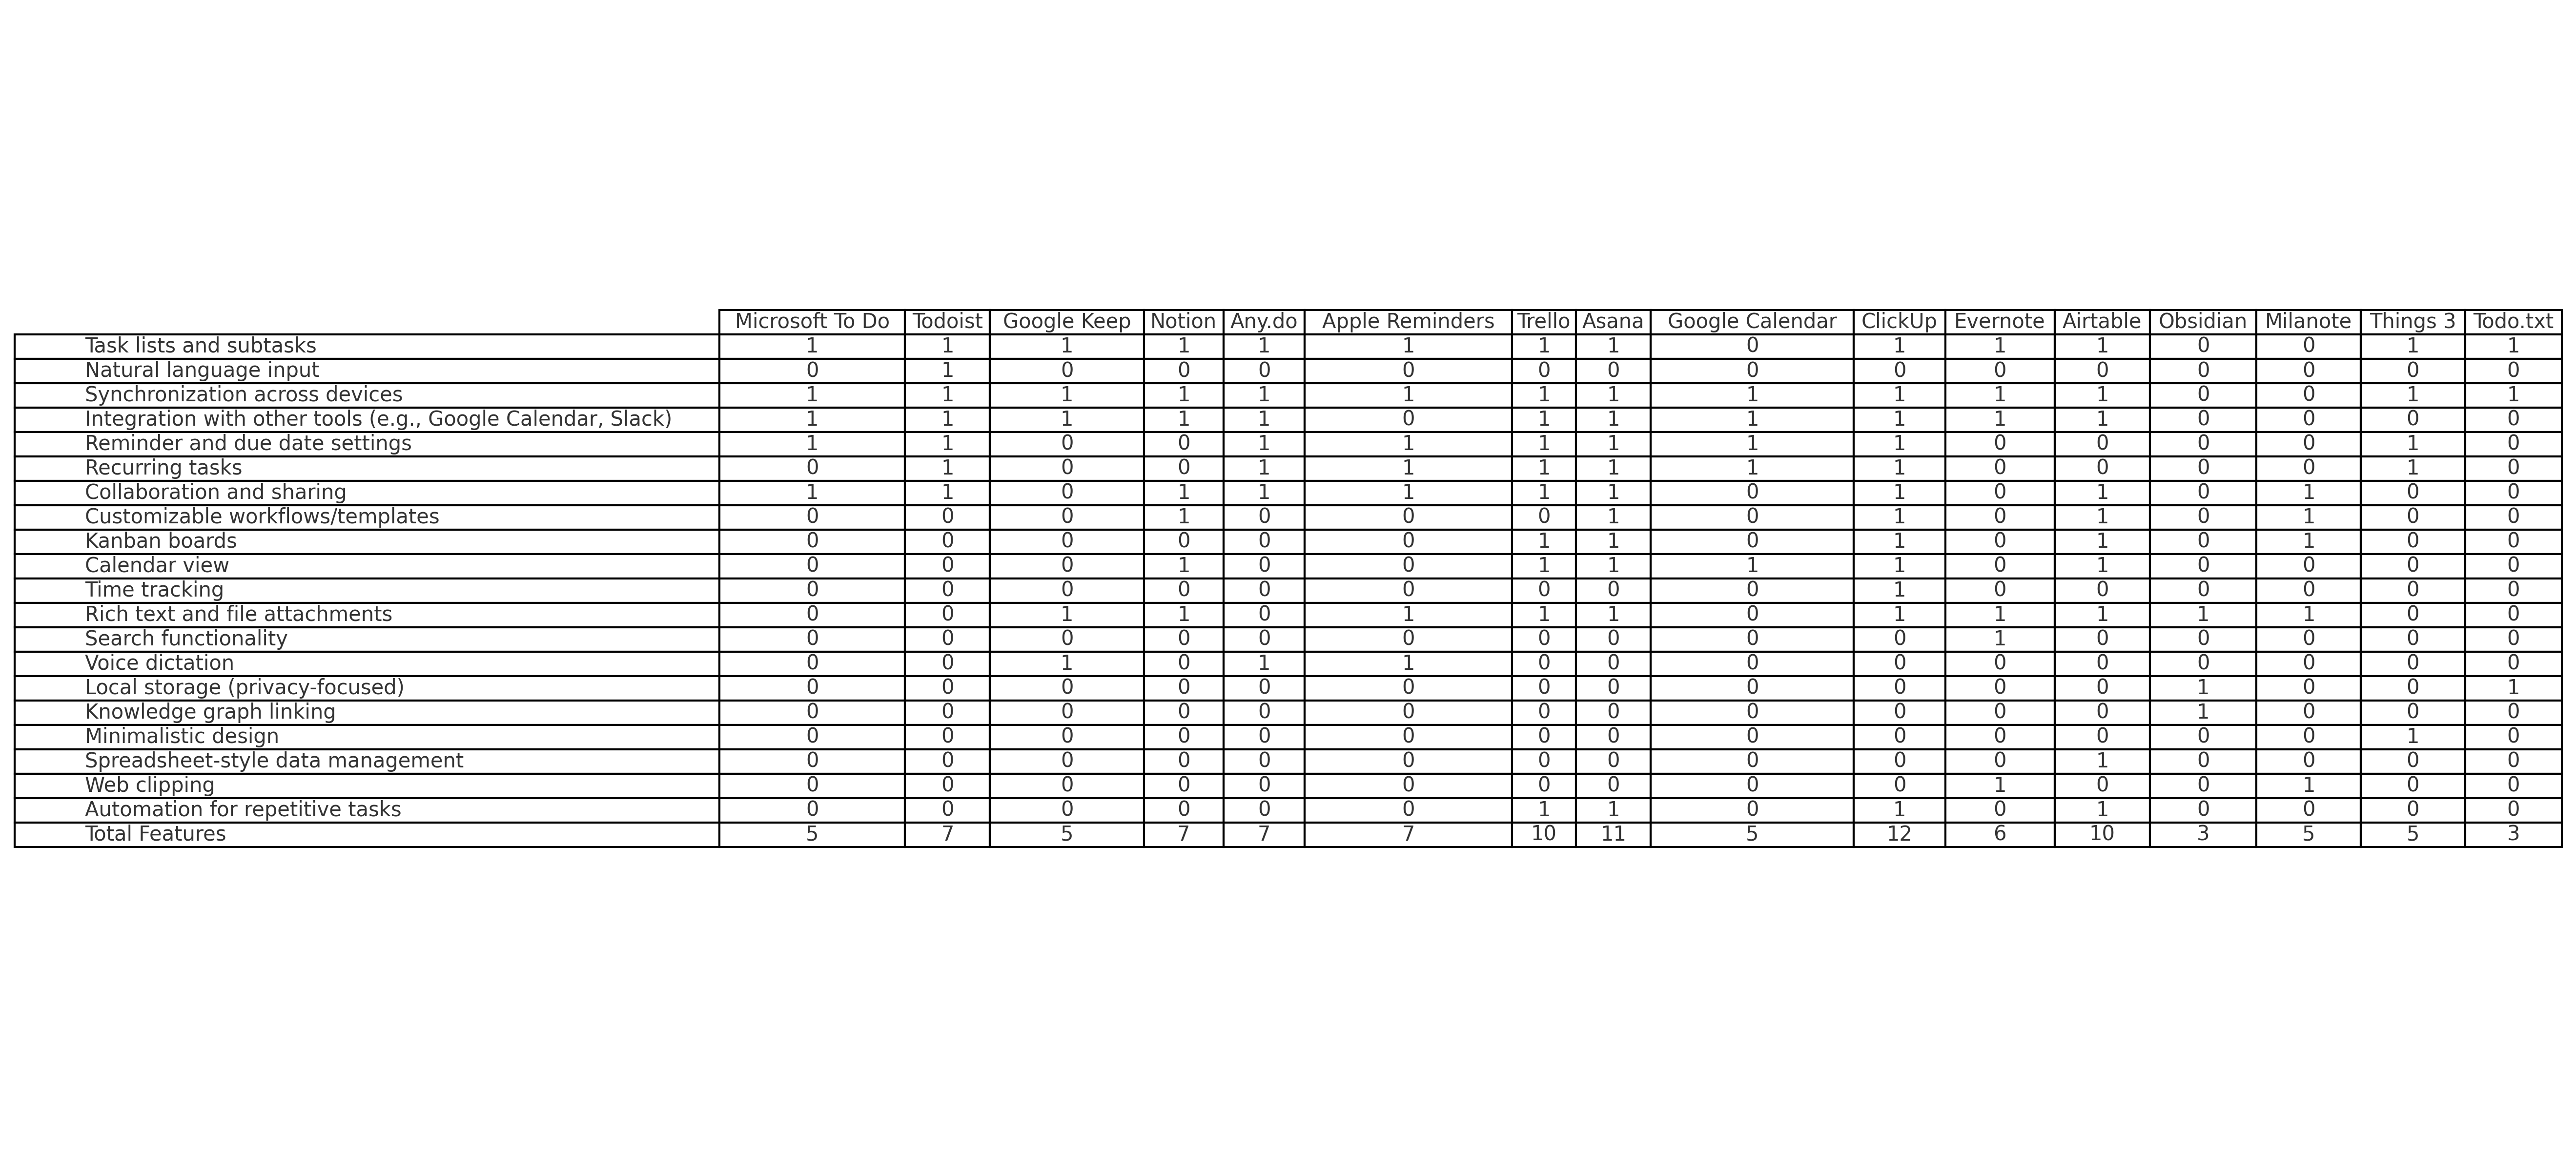 Microsoft To Do Todoist Google Keep Notion Any.do Apple Reminders Trello Asana Google Calendar ClickUp Evernote Airtable Obsidian Milanote Things 3 Todo.txt
Task lists and subtasks 1 1 1 1 1 1 1 1 0 1 1 1 0 0 1 1
Natural language input 0 1 0 0 0 0 0 0 0 0 0 0 0 0 0 0
Synchronization across devices 1 1 1 1 1 1 1 1 1 1 1 1 0 0 1 1
Integration with other tools (e.g., Google Calendar, Slack) 1 1 1 1 1 0 1 1 1 1 1 1 0 0 0 0
Reminder and due date settings 1 1 0 0 1 1 1 1 1 1 0 0 0 0 1 0
Recurring tasks 0 1 0 0 1 1 1 1 1 1 0 0 0 0 1 0
Collaboration and sharing 1 1 0 1 1 1 1 1 0 1 0 1 0 1 0 0
Customizable workflows/templates 0 0 0 1 0 0 0 1 0 1 0 1 0 1 0 0
Kanban boards 0 0 0 0 0 0 1 1 0 1 0 1 0 1 0 0
Calendar view 0 0 0 1 0 0 1 1 1 1 0 1 0 0 0 0
Time tracking 0 0 0 0 0 0 0 0 0 1 0 0 0 0 0 0
Rich text and file attachments 0 0 1 1 0 1 1 1 0 1 1 1 1 1 0 0
Search functionality 0 0 0 0 0 0 0 0 0 0 1 0 0 0 0 0
Voice dictation 0 0 1 0 1 1 0 0 0 0 0 0 0 0 0 0
Local storage (privacy-focused) 0 0 0 0 0 0 0 0 0 0 0 0 1 0 0 1
Knowledge graph linking 0 0 0 0 0 0 0 0 0 0 0 0 1 0 0 0
Minimalistic design 0 0 0 0 0 0 0 0 0 0 0 0 0 0 1 0
Spreadsheet-style data management 0 0 0 0 0 0 0 0 0 0 0 1 0 0 0 0
Web clipping 0 0 0 0 0 0 0 0 0 0 1 0 0 1 0 0
Automation for repetitive tasks 0 0 0 0 0 0 1 1 0 1 0 1 0 0 0 0
Total Features 5 7 5 7 7 7 10 11 5 12 6 10 3 5 5 3